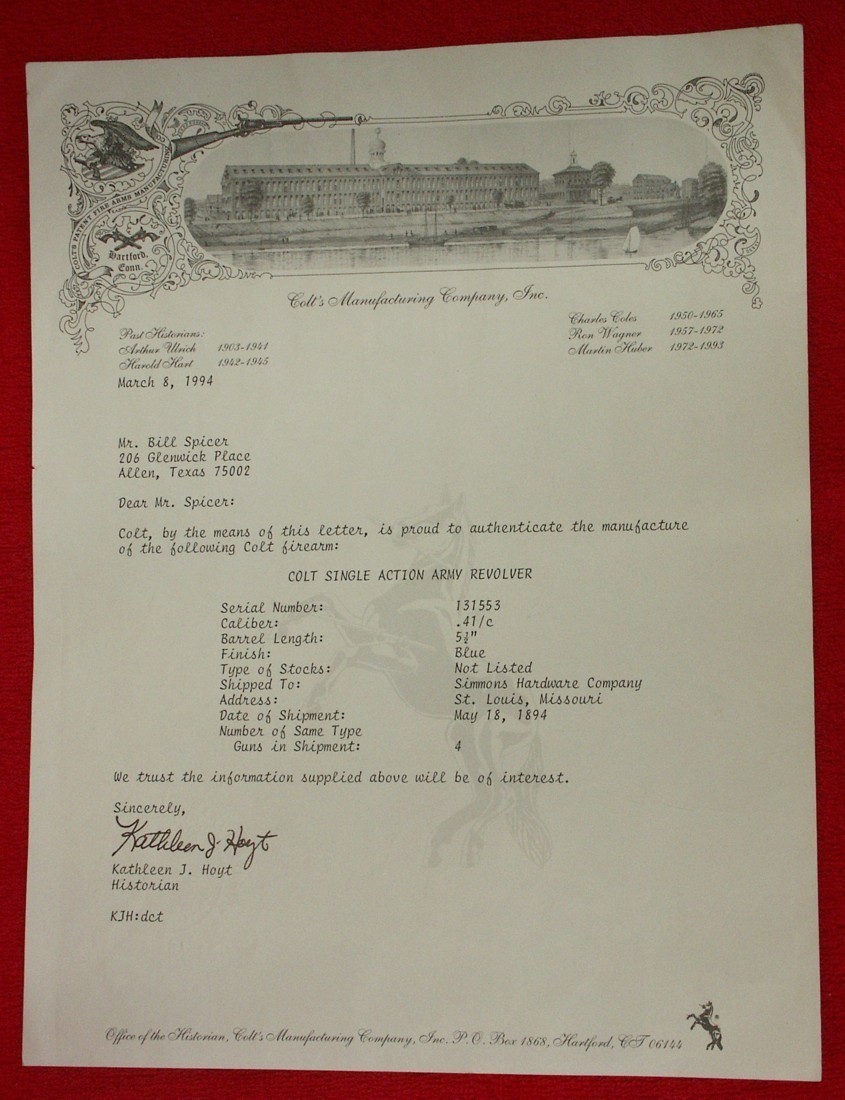 COLT'S PATENT FIRE ARMS MANUFACTURING
Hartford,
Conn.
Colt's Manufacturing Company, Inc.
Past Historians:
Arthur Ulrich 1903-1941
Harold Hart 1942-1945
Charles Coles 1950-1965
Ron Wagner 1957-1972
Martin Huber 1972-1993
March 8, 1994
Mr. Bill Spicer
206 Glenwick Place
Allen, Texas 75002
Dear Mr. Spicer:
Colt, by the means of this letter, is proud to authenticate the manufacture
of the following Colt firearm:
COLT SINGLE ACTION ARMY REVOLVER
Serial Number: 131553
Caliber: .41/c
Barrel Length: 5½"
Finish: Blue
Type of Stocks: Not Listed
Shipped To: Simmons Hardware Company
Address: St. Louis, Missouri
Date of Shipment: May 18, 1894
Number of Same Type
Guns in Shipment: 4
We trust the information supplied above will be of interest.
Sincerely,
Kathleen J. Hoyt
Kathleen J. Hoyt
Historian
KJH:dct
Office of the Historian, Colt's Manufacturing Company, Inc. P.O. Box 1868, Hartford, CT 06144